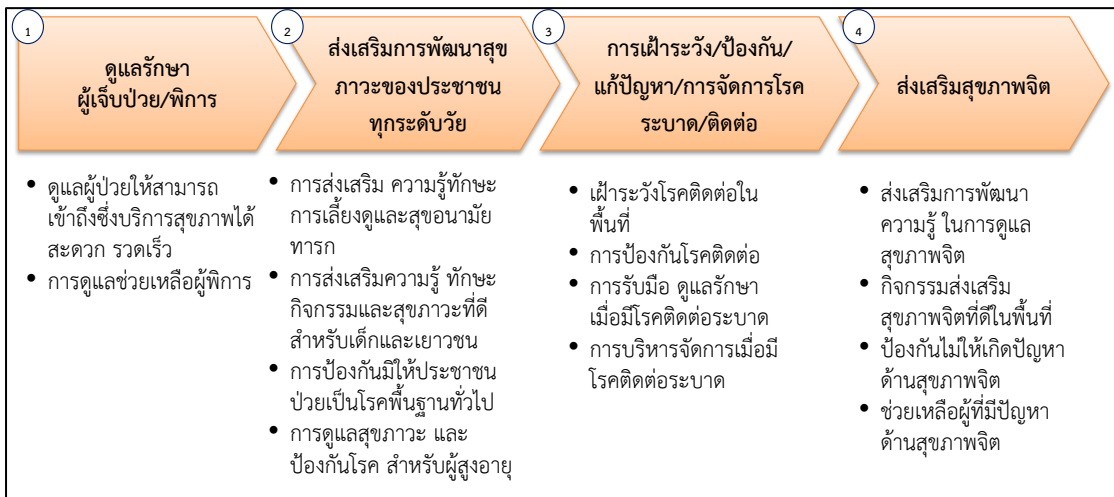 1
ดูแลรักษา
ผู้เจ็บป่วย/พิการ
• ดูแลผู้ป่วยให้สามารถ
เข้าถึงซึ่งบริการสุขภาพได้
สะดวก รวดเร็ว
• การดูแลช่วยเหลือผู้พิการ
2
ส่งเสริมการพัฒนาสุข
ภาวะของประชาชน
ทุกระดับวัย
• การส่งเสริม ความรู้ทักษะ
การเลี้ยงดูและสุขอนามัย
ทารก
• การส่งเสริมความรู้ ทักษะ
กิจกรรมและสุขภาวะที่ดี
สำหรับเด็กและเยาวชน
• การป้องกันมิให้ประชาชน
ป่วยเป็นโรคพื้นฐานทั่วไป
• การดูแลสุขภาวะ และ
ป้องกันโรค สำหรับผู้สูงอายุ
3
การเฝ้าระวัง/ป้องกัน/
แก้ปัญหา/การจัดการโรค
ระบาด/ติดต่อ
• เฝ้าระวังโรคติดต่อใน
พื้นที่
• การป้องกันโรคติดต่อ
• การรับมือ ดูแลรักษา
เมื่อมีโรคติดต่อระบาด
• การบริหารจัดการเมื่อมี
โรคติดต่อระบาด
4
ส่งเสริมสุขภาพจิต
• ส่งเสริมการพัฒนา
ความรู้ ในการดูแล
สุขภาพจิต
• กิจกรรมส่งเสริม
สุขภาพจิตที่ดีในพื้นที่
• ป้องกันไม่ให้เกิดปัญหา
ด้านสุขภาพจิต
• ช่วยเหลือผู้ที่มีปัญหา
ด้านสุขภาพจิต